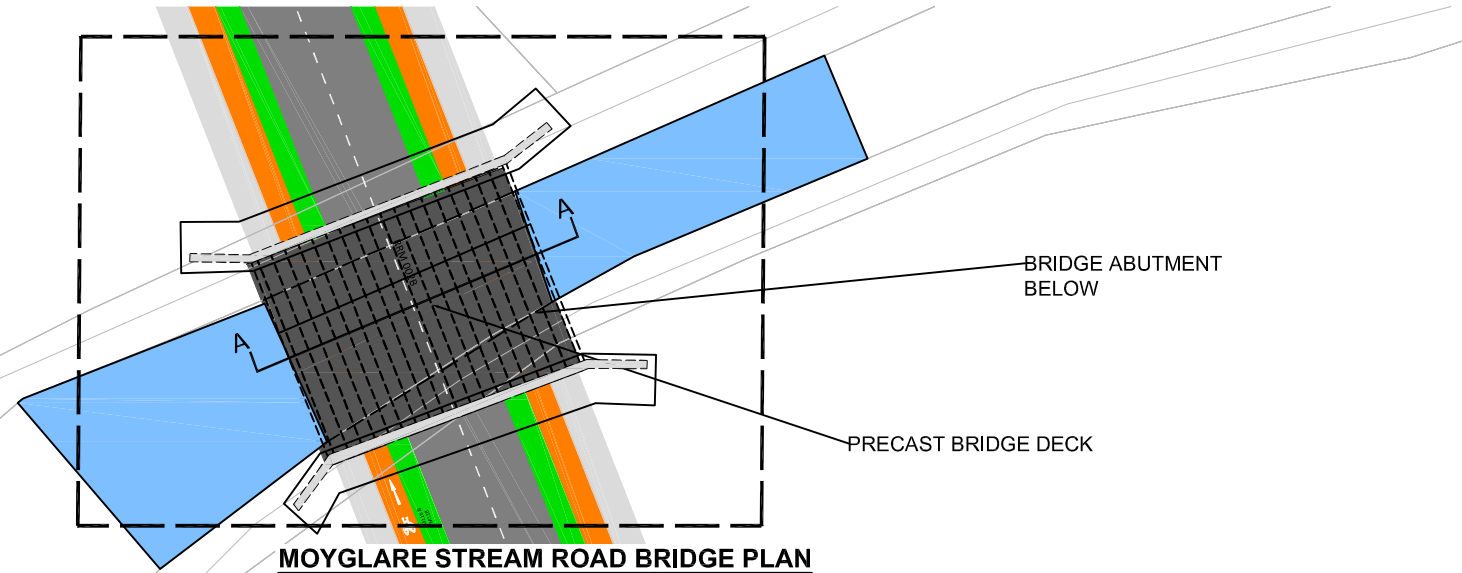 A
BRIDGE ABUTMENT
BELOW
A
PRECAST BRIDGE DECK
MOYGLARE STREAM ROAD BRIDGE PLAN